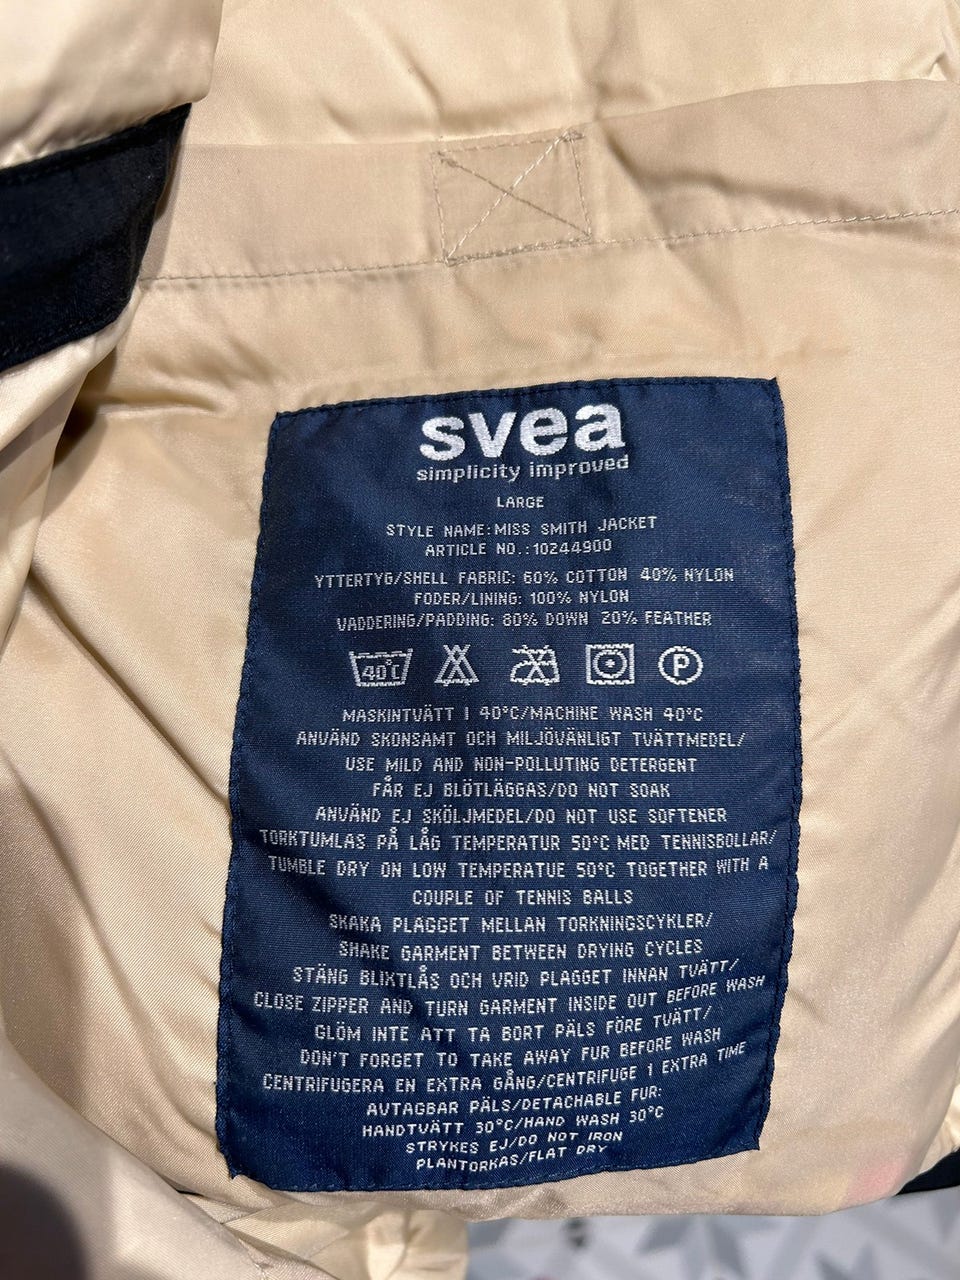 svea
simplicity improved
LARGE
STYLE NAME: MISS SMITH JACKET
ARTICLE NO.: 10244900
YTTERTYG/SHELL FABRIC: 60% COTTON 40% NYLON
FODER/LINING: 100% NYLON
VADDERING/PADDING: 80% DOWN 20% FEATHER
40°C P
MASKINTVÄTT I 40°C/MACHINE WASH 40°C
ANVÄND SKONSAMT OCH MILJÖVÄNLIGT TVÄTTMEDEL/
USE MILD AND NON-POLLUTING DETERGENT
FÅR EJ BLÖTLÄGGAS/DO NOT SOAK
ANVÄND EJ SKÖLJMEDEL/DO NOT USE SOFTENER
TORKTUMLAS PÅ LÅG TEMPERATUR 50°C MED TENNISBOLLAR/
TUMBLE DRY ON LOW TEMPERATUE 50°C TOGETHER WITH A
COUPLE OF TENNIS BALLS
SKAKA PLAGGET MELLAN TORKNINGSCYKLER/
SHAKE GARMENT BETWEEN DRYING CYCLES
STÄNG BLIXTLÅS OCH VRID PLAGGET INNAN TVÄTT/
CLOSE ZIPPER AND TURN GARMENT INSIDE OUT BEFORE WASH
GLÖM INTE ATT TA BORT PÄLS FÖRE TVÄTT/
DON'T FORGET TO TAKE AWAY FUR BEFORE WASH
CENTRIFUGERA EN EXTRA GÅNG/CENTRIFUGE 1 EXTRA TIME
AVTAGBAR PÄLS/DETACHABLE FUR:
HANDTVÄTT 30°C/HAND WASH 30°C
STRYKES EJ/DO NOT IRON
PLANTORKAS/FLAT DRY